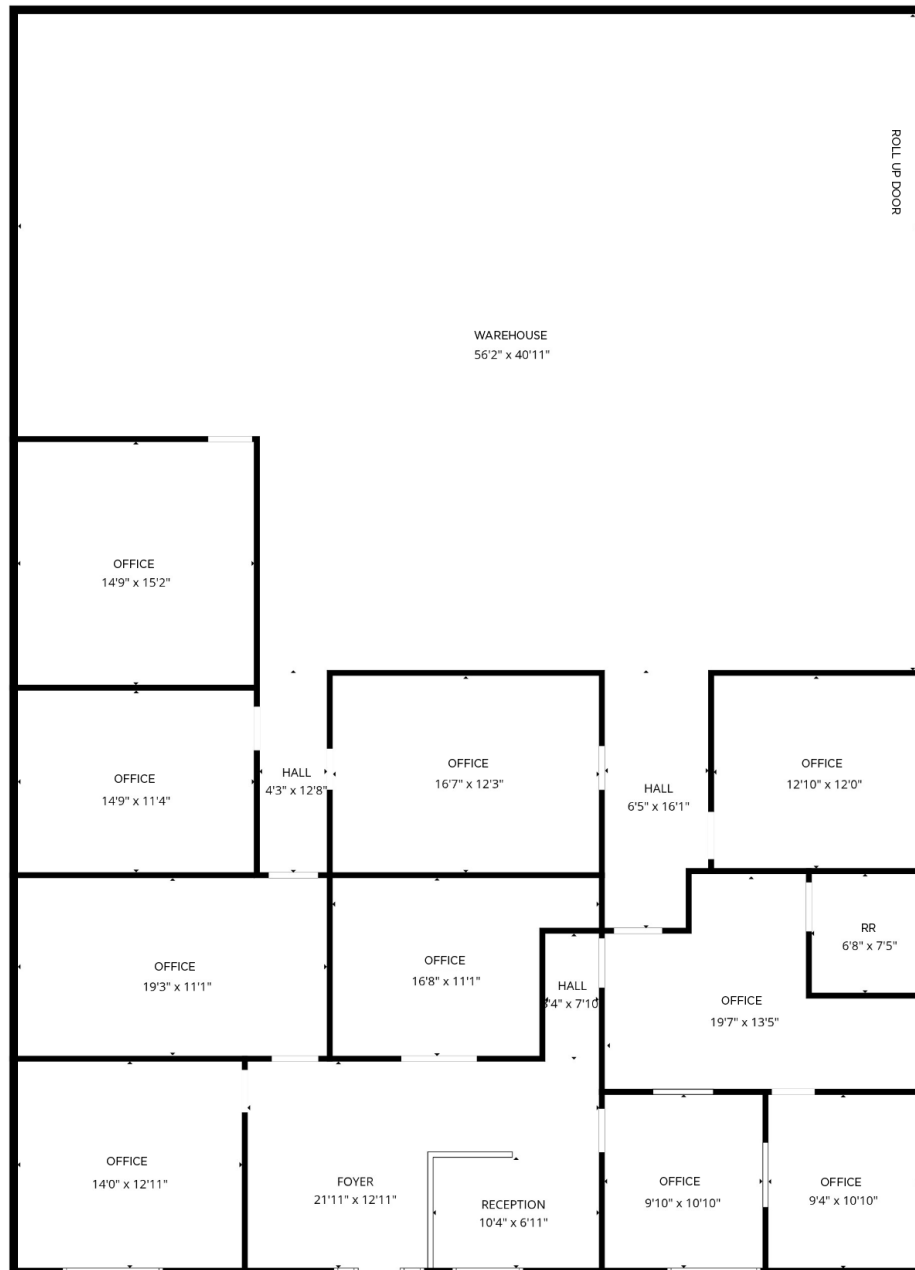 ROLL UP DOOR
WAREHOUSE
56'2" x 40'11"
OFFICE
14'9" x 15'2"
OFFICE
14'9" x 11'4"
HALL
4'3" x 12'8"
OFFICE
16'7" x 12'3"
HALL
6'5" x 16'1"
OFFICE
12'10" x 12'0"
OFFICE
19'3" x 11'1"
OFFICE
16'8" x 11'1"
HALL
x 7'10
OFFICE
19'7" x 13'5"
RR
6'8" x 7'5"
OFFICE
14'0" x 12'11"
FOYER
21'11" x 12'11"
RECEPTION
10'4" x 6'11"
OFFICE
9'10" x 10'10"
OFFICE
9'4" x 10'10"